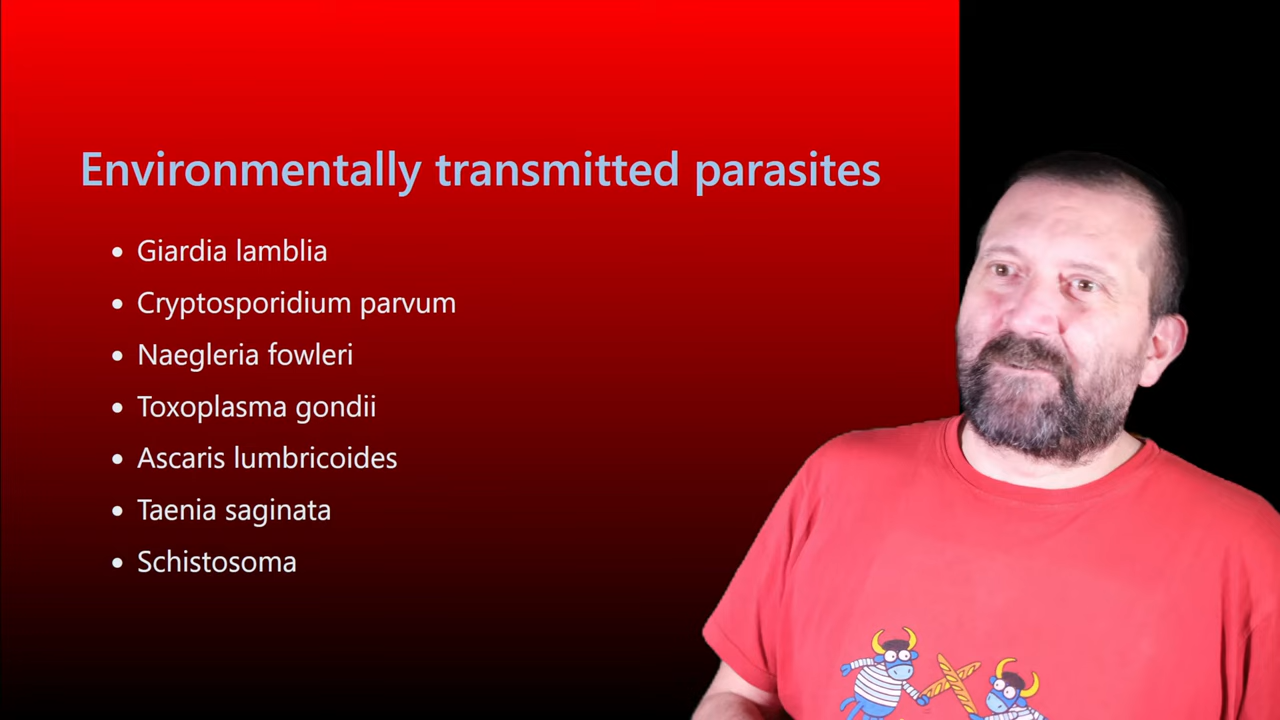 Environmentally transmitted parasites
• Giardia lamblia
• Cryptosporidium parvum
• Naegleria fowleri
• Toxoplasma gondii
• Ascaris lumbricoides
• Taenia saginata
• Schistosoma